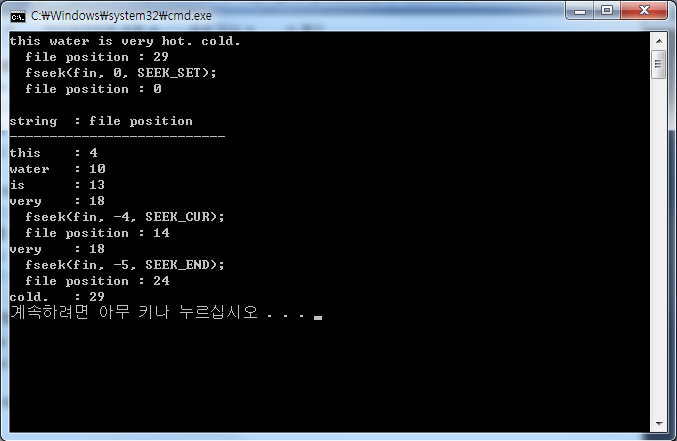 C:\Windows\system32\cmd.exe
this water is very hot. cold.
  file position : 29
  fseek(fin, 0, SEEK_SET);
  file position : 0

string  : file position
---------------------------
this    : 4
water   : 10
is      : 13
very    : 18
  fseek(fin, -4, SEEK_CUR);
  file position : 14
very    : 18
  fseek(fin, -5, SEEK_END);
  file position : 24
cold.   : 29
계속하려면 아무 키나 누르십시오 . . .